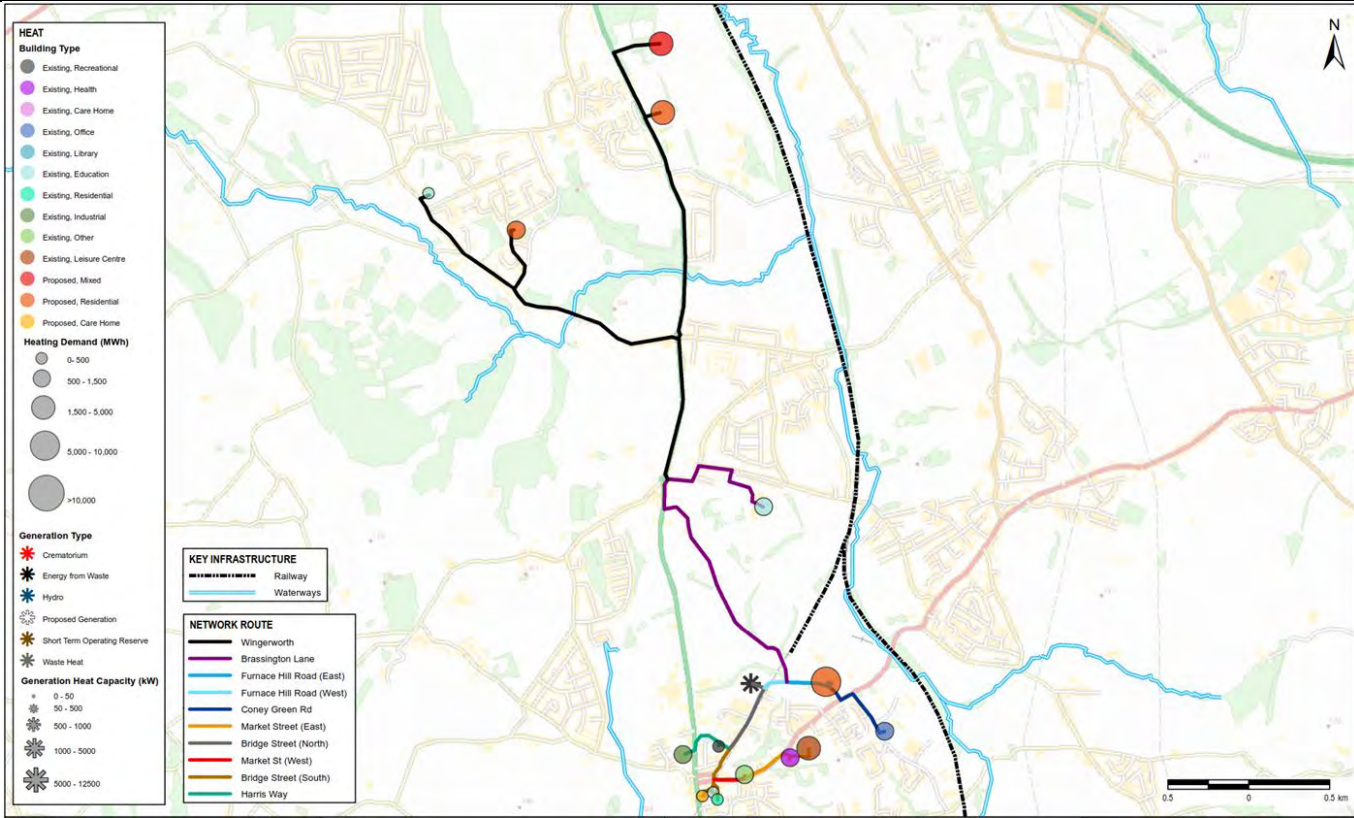 HEAT
Building Type
Existing, Recreational
Existing, Health
Existing, Care Home
Existing, Office
Existing, Library
Existing, Education
Existing, Residential
Existing, Industrial
Existing, Other
Existing, Leisure Centre
Proposed, Mixed
Proposed, Residential
Proposed, Care Home
Heating Demand (MWh)
0- 500
500 - 1,500
1,500 - 5,000
5,000 - 10,000
>10,000
Generation Type
Crematorium
Energy from Waste
Hydro
Proposed Generation
Short Term Operating Reserve
Waste Heat
Generation Heat Capacity (kW)
0 - 50
50 - 500
500 - 1000
1000 - 5000
5000 - 12500
KEY INFRASTRUCTURE
Railway
Waterways
NETWORK ROUTE
Wingerworth
Brassington Lane
Furnace Hill Road (East)
Furnace Hill Road (West)
Coney Green Rd
Market Street (East)
Bridge Street (North)
Market St (West)
Bridge Street (South)
Harris Way
N
0.5 0 0.5 km